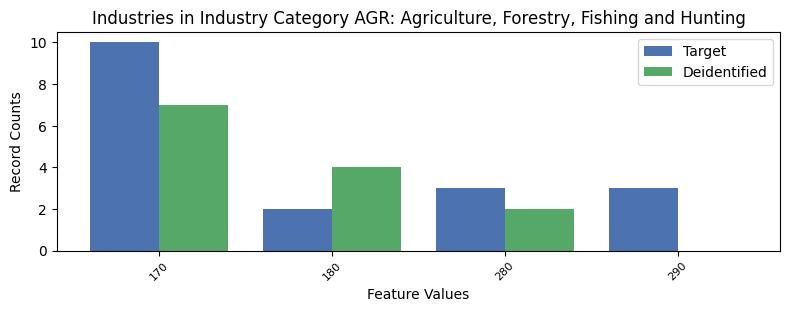 Industries in Industry Category AGR: Agriculture, Forestry, Fishing and Hunting
Target
Deidentified
Record Counts
10
8
6
4
2
0
170
180
280
290
Feature Values